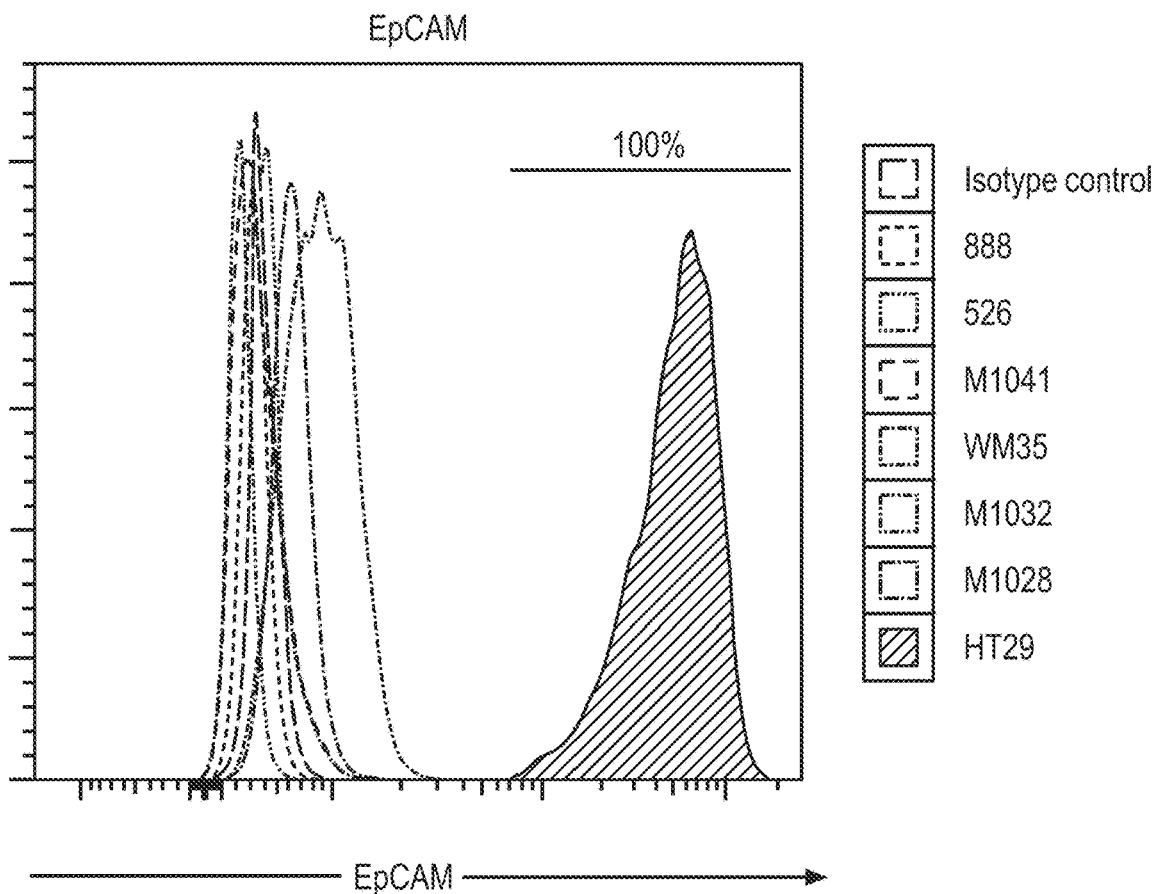 EpCAM
100%
Isotype control
888
526
M1041
WM35
M1032
M1028
HT29
EpCAM